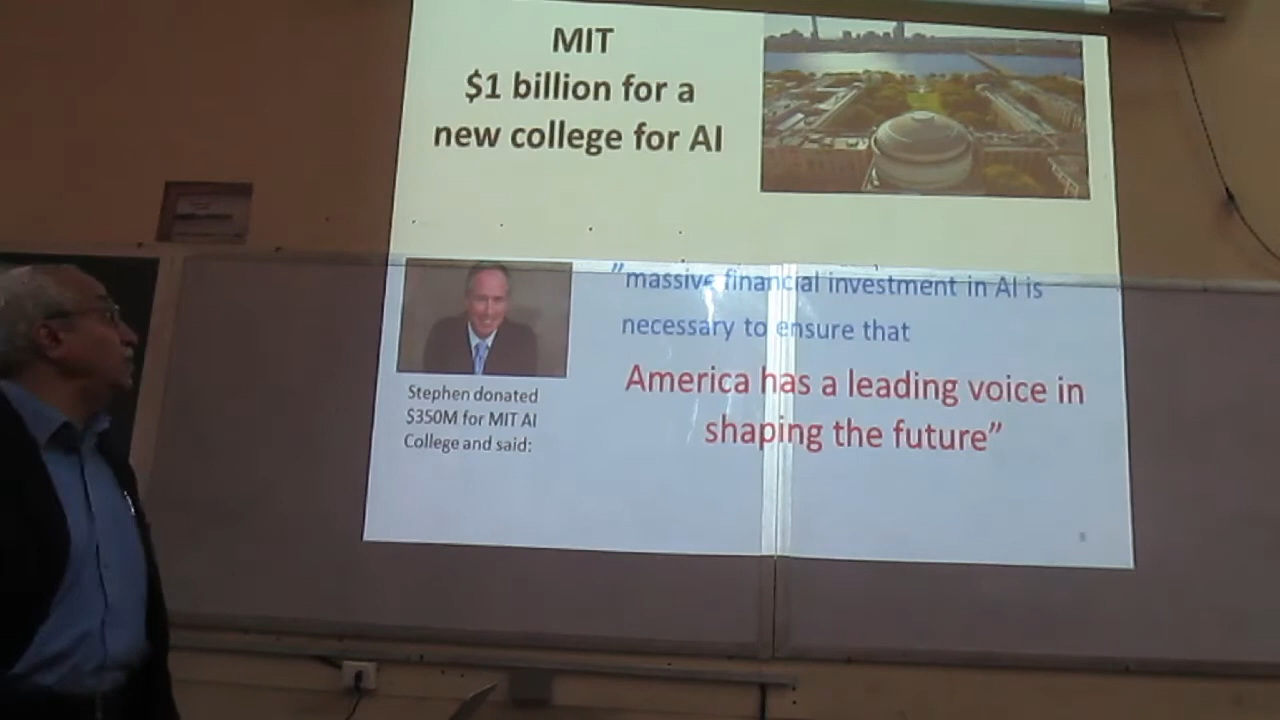 MIT
$1 billion for a
new college for AI
"massive financial investment in AI is
necessary to ensure that
America has a leading voice in
shaping the future”
Stephen donated
$350M for MIT AI
College and said: